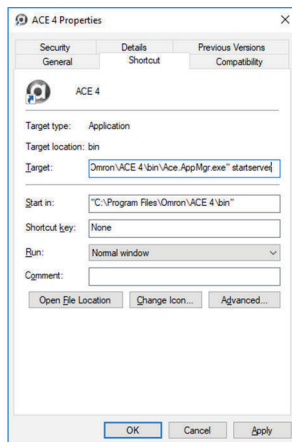 ACE 4 Properties
Security Details Previous Versions
General Shortcut Compatibility
ACE 4
Target type: Application
Target location: bin
Target: Omron\ACE 4\bin\Ace.AppMgr.exe" startserver
Start in: "C:\Program Files\Omron\ACE 4\bin"
Shortcut key: None
Run: Normal window
Comment:
Open File Location Change Icon... Advanced...
OK Cancel Apply